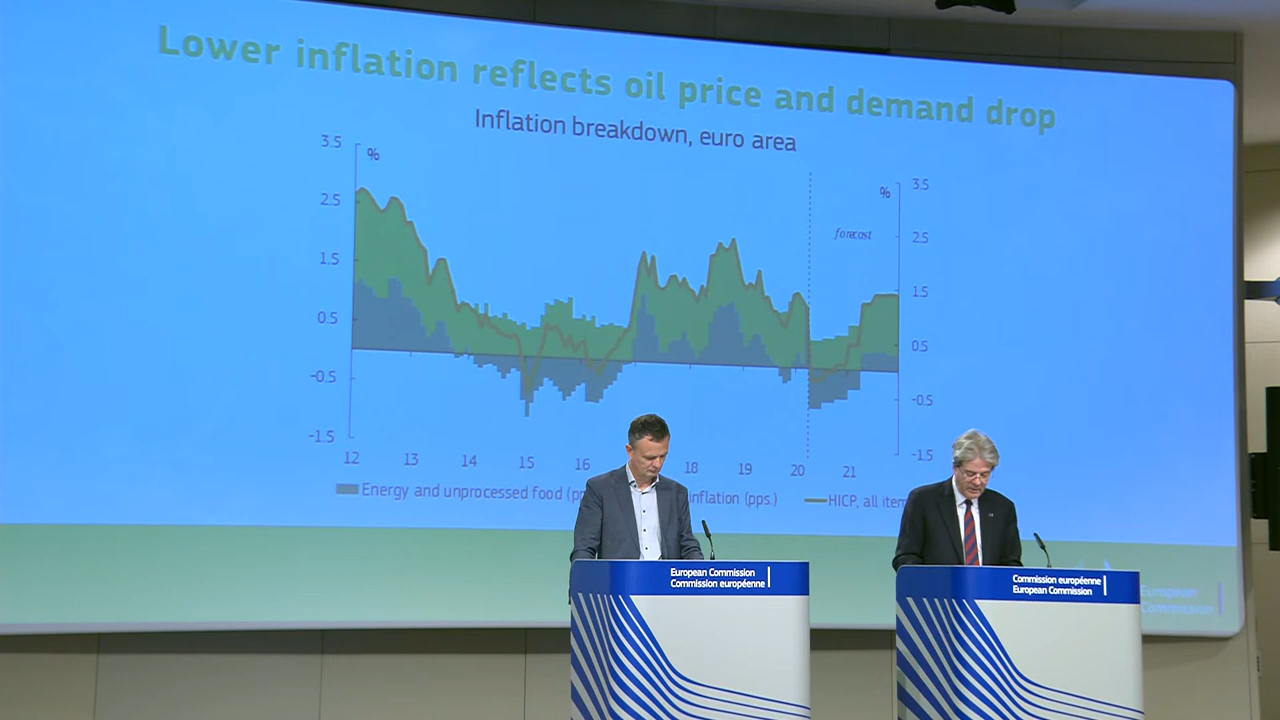 Lower inflation reflects oil price and demand drop
Inflation breakdown, euro area
3.5
%
2.5
1.5
0.5
-0.5
-1.5
%
3.5
forecast
2.5
1.5
0.5
-0.5
-1.5
12 13 14 15 16 18 19 20 21
Energy and unprocessed food
inflation (pps.)
HICP, all
European Commission
Commission européenne
Commission européenne
European Commission
European
Commission